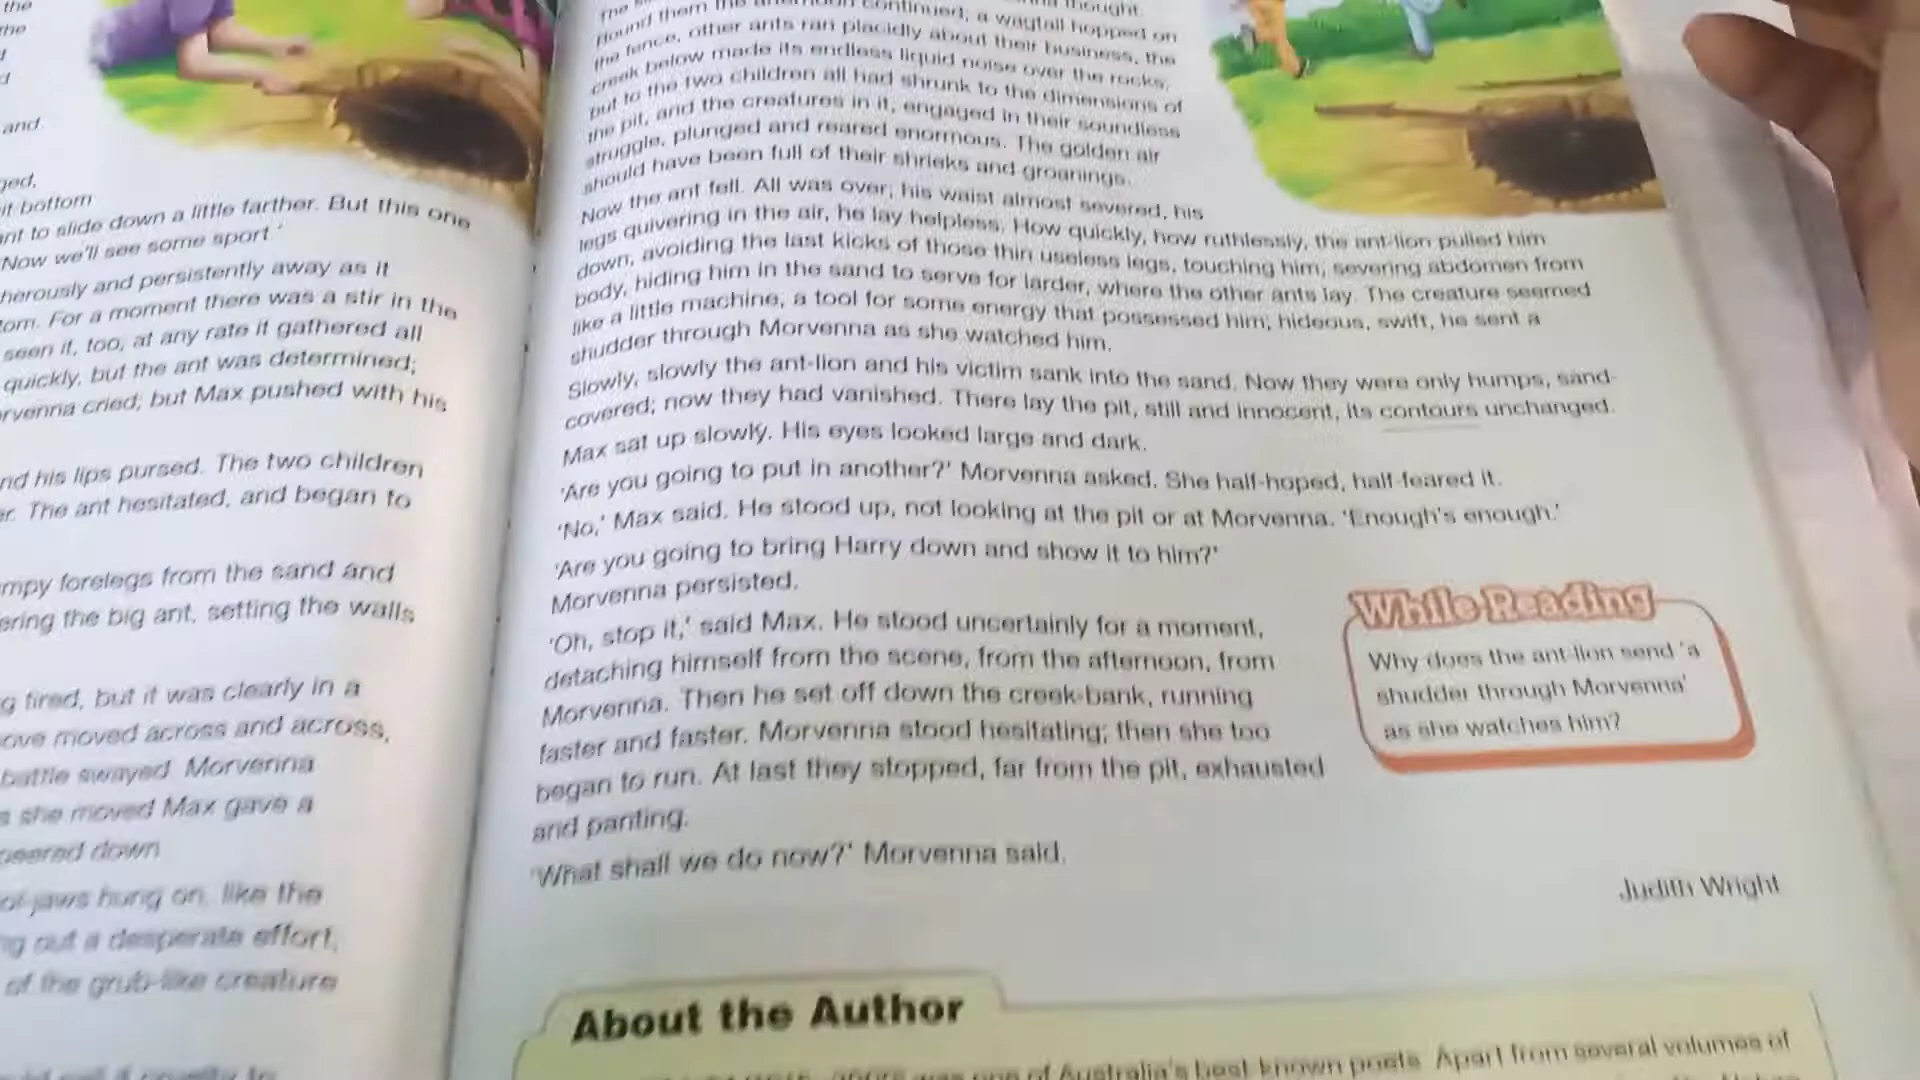 the
the
and
ged,
it bottom
ant to slide down a little farther. But this one
'Now we'll see some sport.'
herously and persistently away as it
tom. For a moment there was a stir in the
seen it, too, at any rate it gathered all
quickly, but the ant was determined;
rvenna cried; but Max pushed with his
nd his lips pursed. The two children
er. The ant hesitated, and began to
mpy forelegs from the sand and
ering the big ant, setting the walls
g tired, but it was clearly in a
ove moved across and across,
battle swayed. Morvenna
s she moved Max gave a
peered down.
ol-jaws hung on, like the
ng out a desperate effort,
of the grub-like creature
thought.
Round them the afternoon continued; a wagtail hopped on
the fence, other ants ran placidly about their business, the
creek below made its endless liquid noise over the rocks;
but to the two children all had shrunk to the dimensions of
the pit, and the creatures in it, engaged in their soundless
struggle, plunged and reared enormous. The golden air
should have been full of their shrieks and groanings.
Now the ant fell. All was over; his waist almost severed, his
legs quivering in the air, he lay helpless. How quickly, how ruthlessly, the ant-lion pulled him
down, avoiding the last kicks of those thin useless legs, touching him; severing abdomen from
body, hiding him in the sand to serve for larder, where the other ants lay. The creature seemed
like a little machine, a tool for some energy that possessed him; hideous, swift, he sent a
shudder through Morvenna as she watched him.
Slowly, slowly the ant-lion and his victim sank into the sand. Now they were only humps, sand-
covered; now they had vanished. There lay the pit, still and innocent, its contours unchanged.
Max sat up slowly. His eyes looked large and dark.
'Are you going to put in another?' Morvenna asked. She half-hoped, half-feared it.
'No,' Max said. He stood up, not looking at the pit or at Morvenna. 'Enough's enough.'
'Are you going to bring Harry down and show it to him?'
Morvenna persisted.
'Oh, stop it,' said Max. He stood uncertainly for a moment,
detaching himself from the scene, from the afternoon, from
Morvenna. Then he set off down the creek-bank, running
faster and faster. Morvenna stood hesitating; then she too
began to run. At last they stopped, far from the pit, exhausted
and panting.
'What shall we do now?' Morvenna said.
While Reading
Why does the ant-lion send 'a
shudder through Morvenna'
as she watches him?
Judith Wright
About the Author
was one of Australia's best known poets. Apart from several volumes of